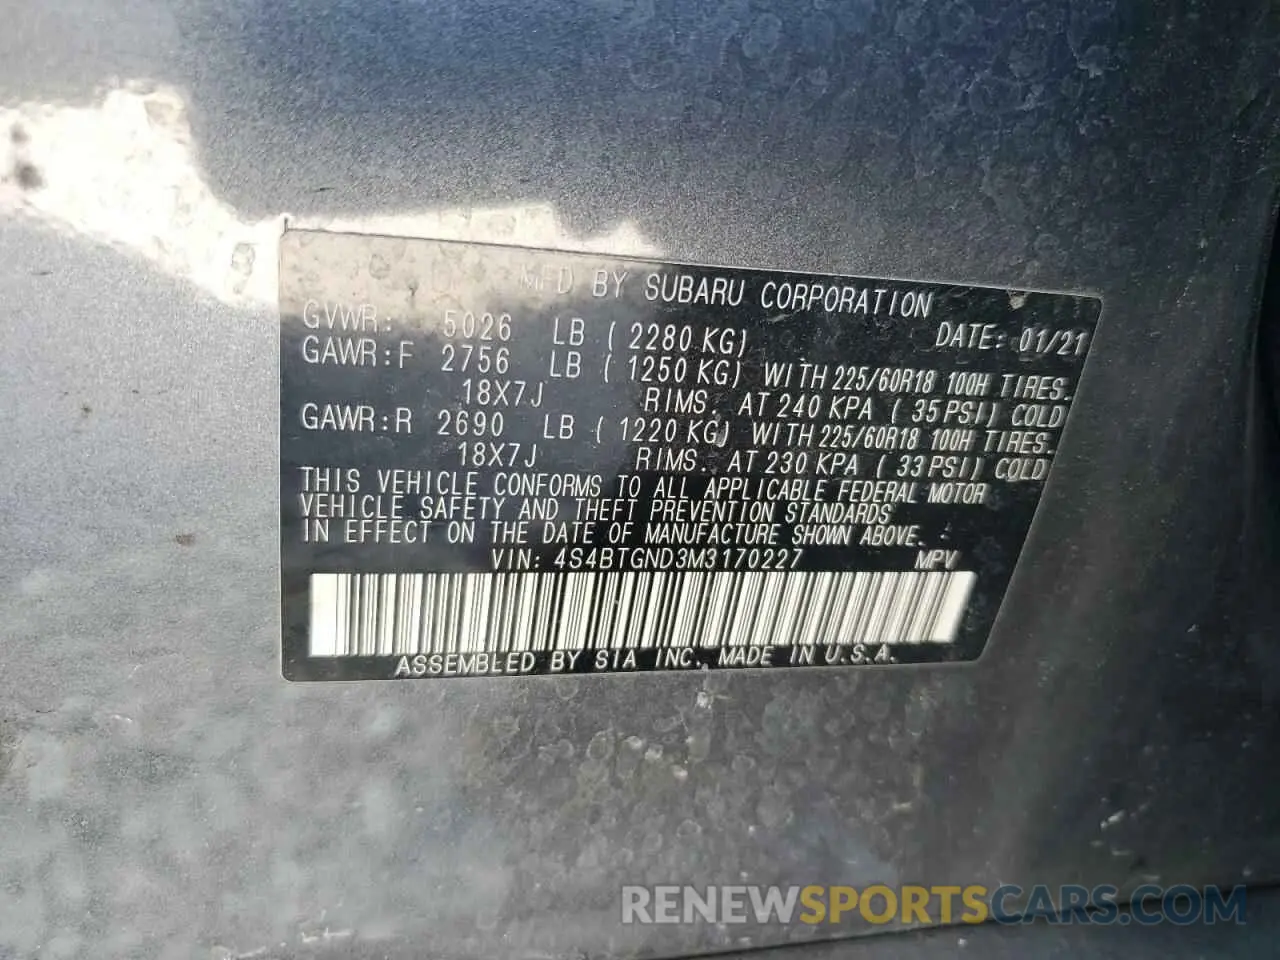 MFD BY SUBARU CORPORATION
GVWR: 5026 LB (2280 KG) DATE: 01/21
GAWR:F 2756 LB (1250 KG) WITH 225/60R18 100H TIRES.
18X7J RIMS. AT 240 KPA (35 PSI) COLD
GAWR:R 2690 LB (1220 KG) WITH 225/60R18 100H TIRES.
18X7J RIMS. AT 230 KPA (33 PSI) COLD
THIS VEHICLE CONFORMS TO ALL APPLICABLE FEDERAL MOTOR
VEHICLE SAFETY AND THEFT PREVENTION STANDARDS
IN EFFECT ON THE DATE OF MANUFACTURE SHOWN ABOVE.
VIN: 4S4BTGND3M3170227 MPV
ASSEMBLED BY SIA INC. MADE IN U.S.A.
RENEWSPORTSCARS.COM